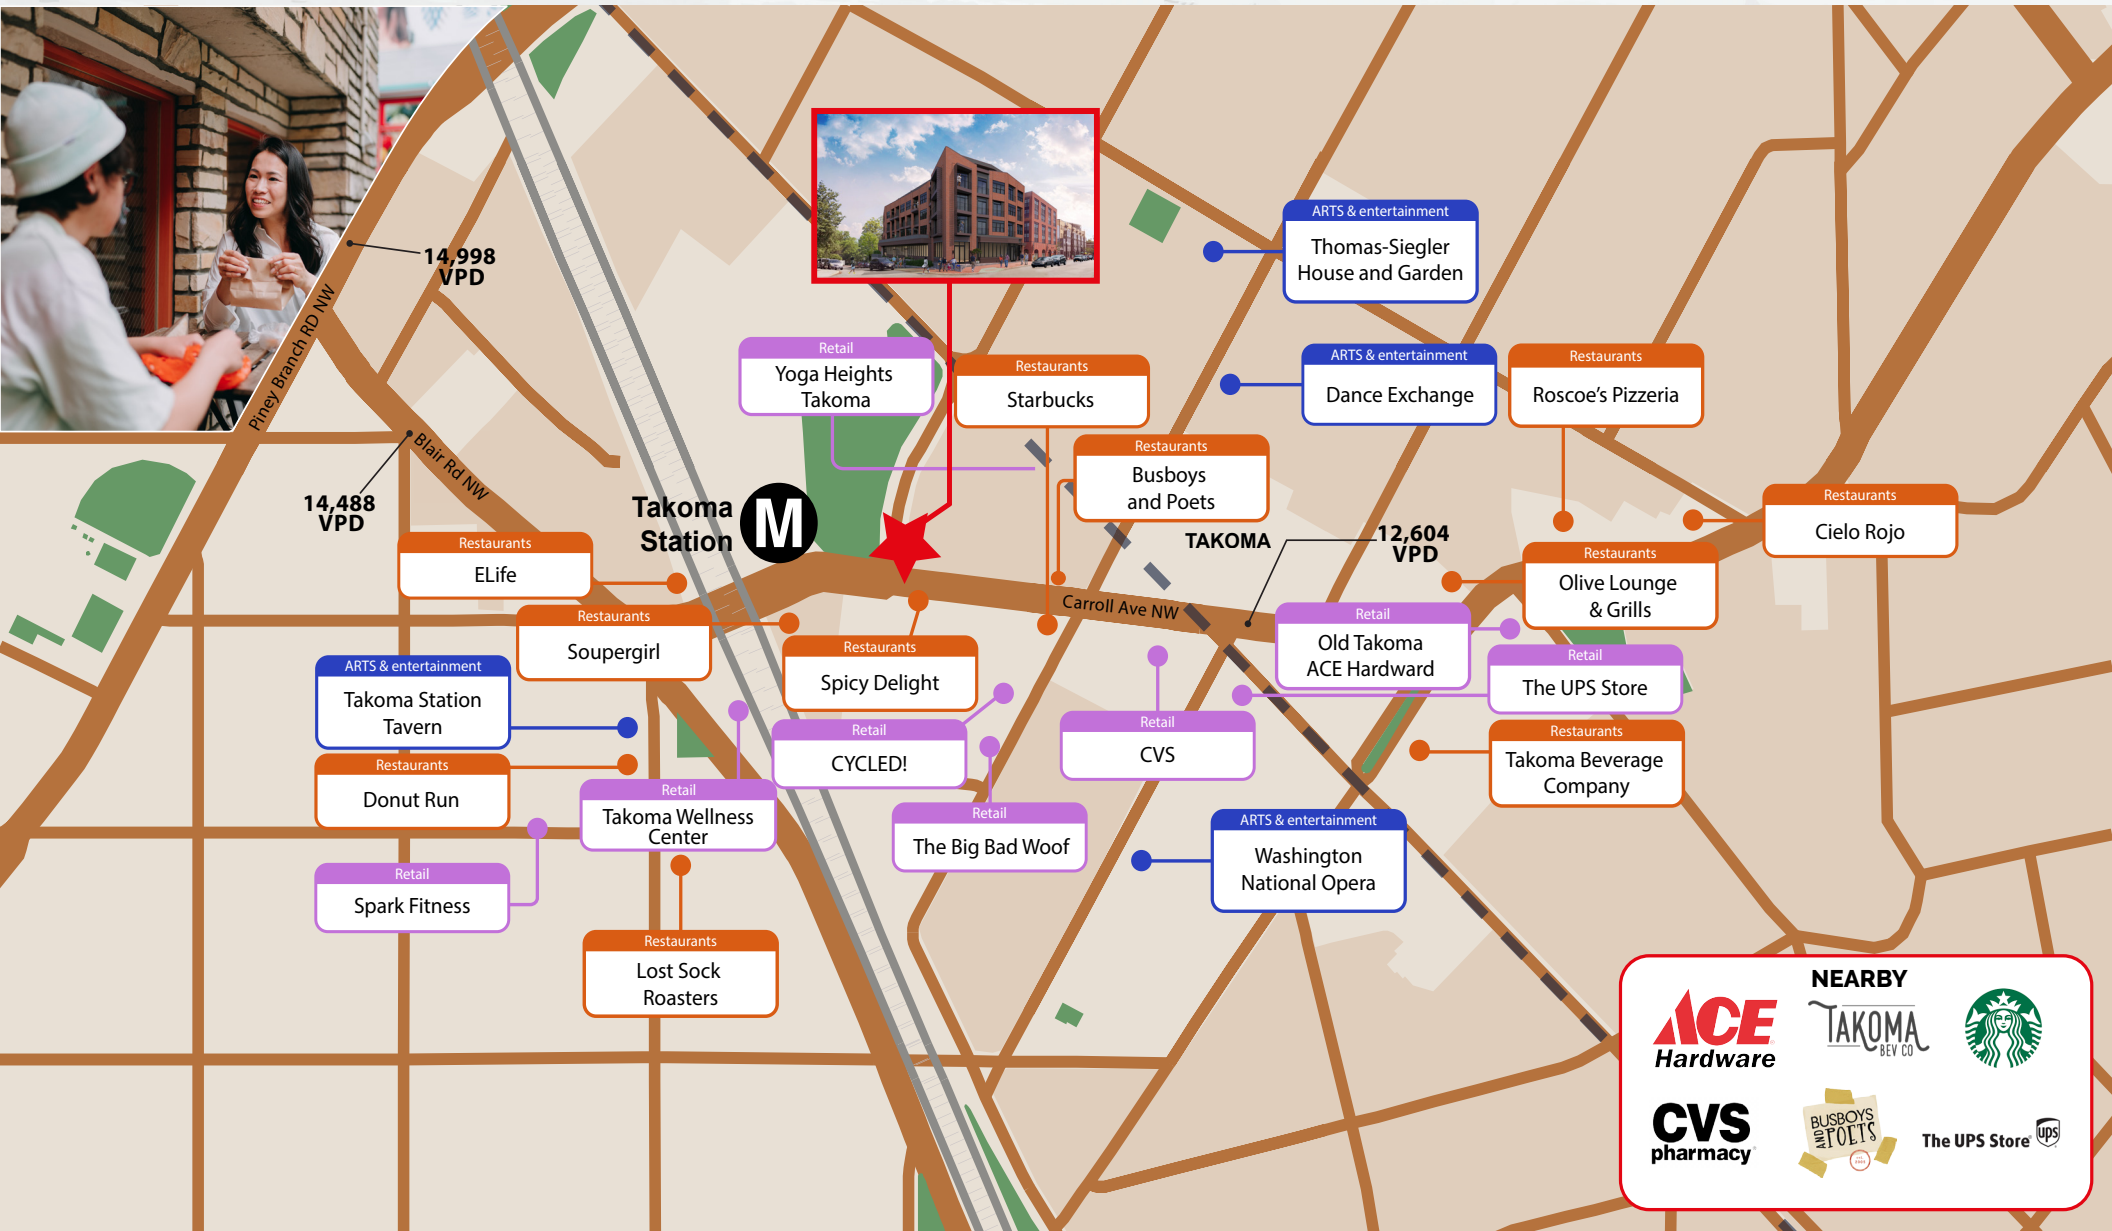 14,998
VPD
Piney Branch RD NW
Blair Rd NW
14,488
VPD
ARTS & entertainment
Thomas-Siegler
House and Garden
Retail
Yoga Heights
Takoma
Restaurants
Starbucks
ARTS & entertainment
Dance Exchange
Restaurants
Roscoe's Pizzeria
Restaurants
Busboys
and Poets
Takoma
Station
M
TAKOMA
12,604
VPD
Restaurants
Cielo Rojo
Restaurants
ELife
Restaurants
Olive Lounge
& Grills
Carroll Ave NW
Restaurants
Soupergirl
Retail
Old Takoma
ACE Hardward
Restaurants
Spicy Delight
Retail
The UPS Store
ARTS & entertainment
Takoma Station
Tavern
Retail
CYCLED!
Retail
CVS
Restaurants
Takoma Beverage
Company
Restaurants
Donut Run
Retail
Takoma Wellness
Center
Retail
The Big Bad Woof
ARTS & entertainment
Washington
National Opera
Retail
Spark Fitness
Restaurants
Lost Sock
Roasters
NEARBY
ACE
Hardware
TAKOMA
BEV CO
CVS
pharmacy
BUSBOYS
AND POETS
The UPS Store
ups